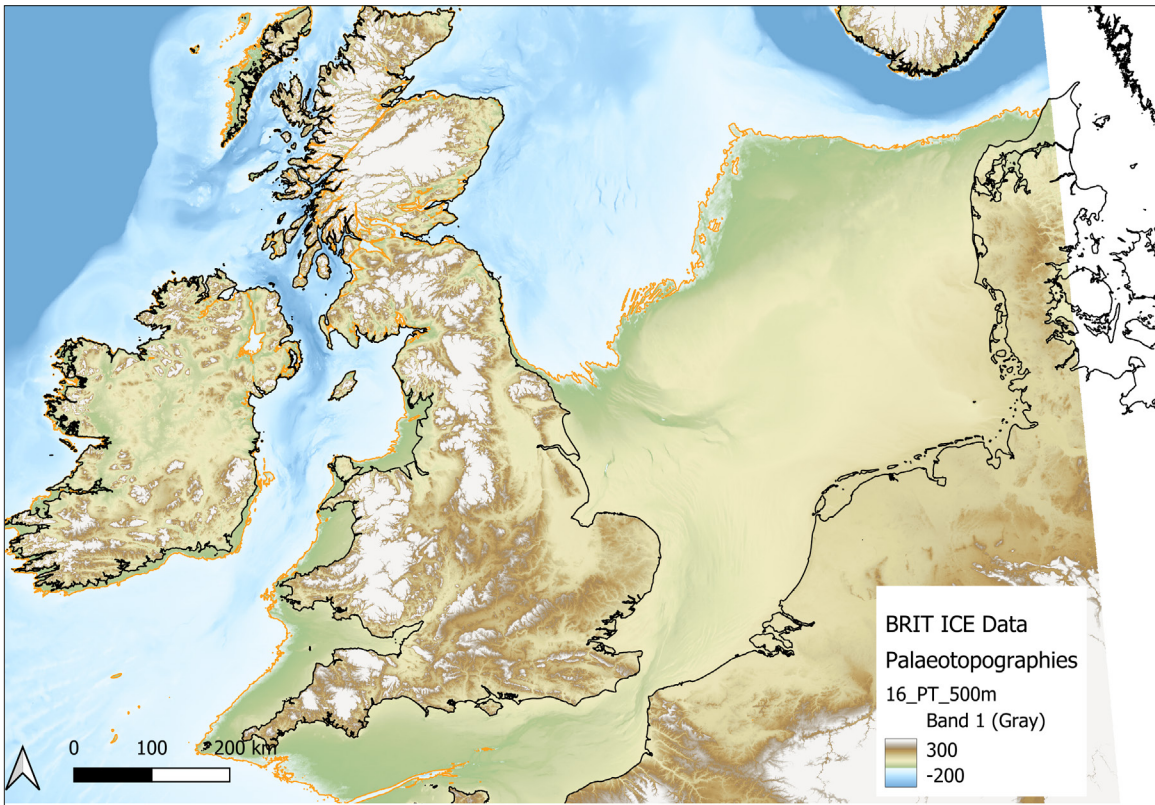 BRIT ICE Data
Palaeotopographies
16_PT_500m
Band 1 (Gray)
300
-200
0 100 200 km